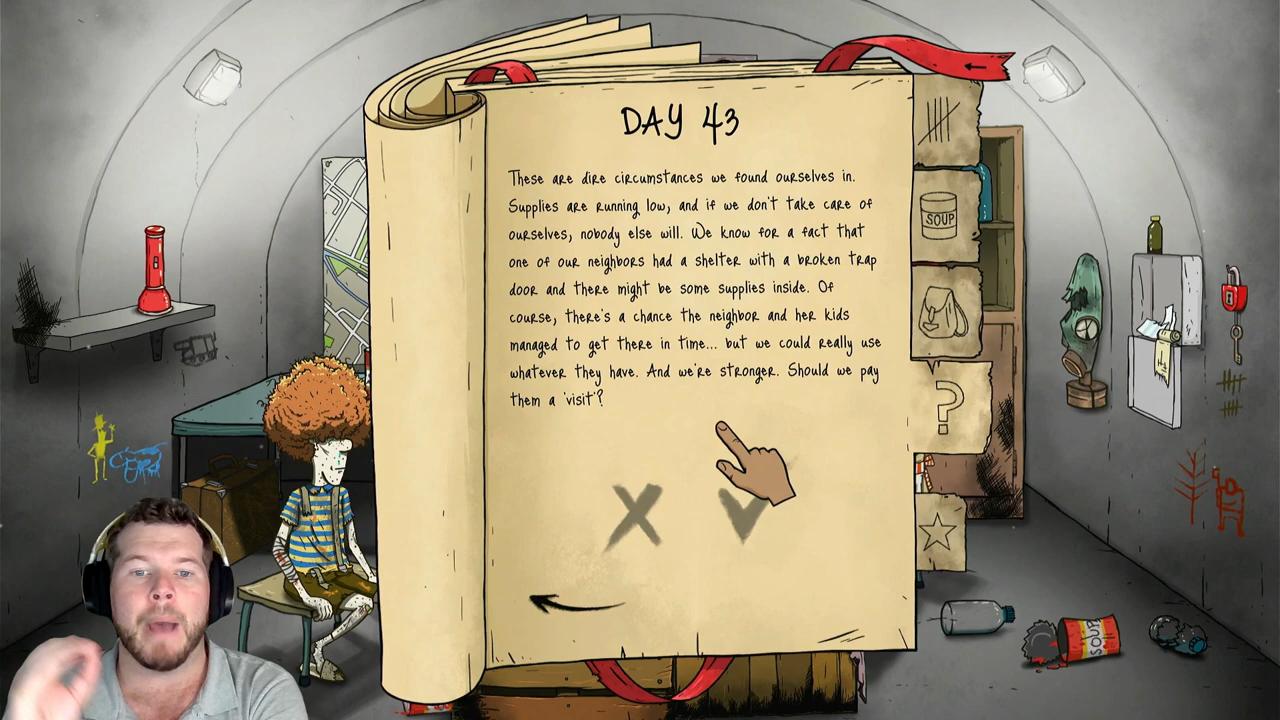 DAY 43
These are dire circumstances we found ourselves in.
Supplies are running low, and if we don't take care of
ourselves, nobody else will. We know for a fact that
one of our neighbors had a shelter with a broken trap
door and there might be some supplies inside. Of
course, there's a chance the neighbor and her kids
managed to get there in time... but we could really use
whatever they have. And we're stronger. Should we pay
them a 'visit'?
SOUP
?
SOUP